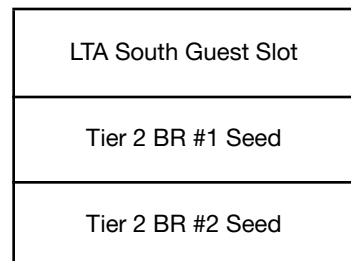 LTA South Guest Slot
Tier 2 BR #1 Seed
Tier 2 BR #2 Seed